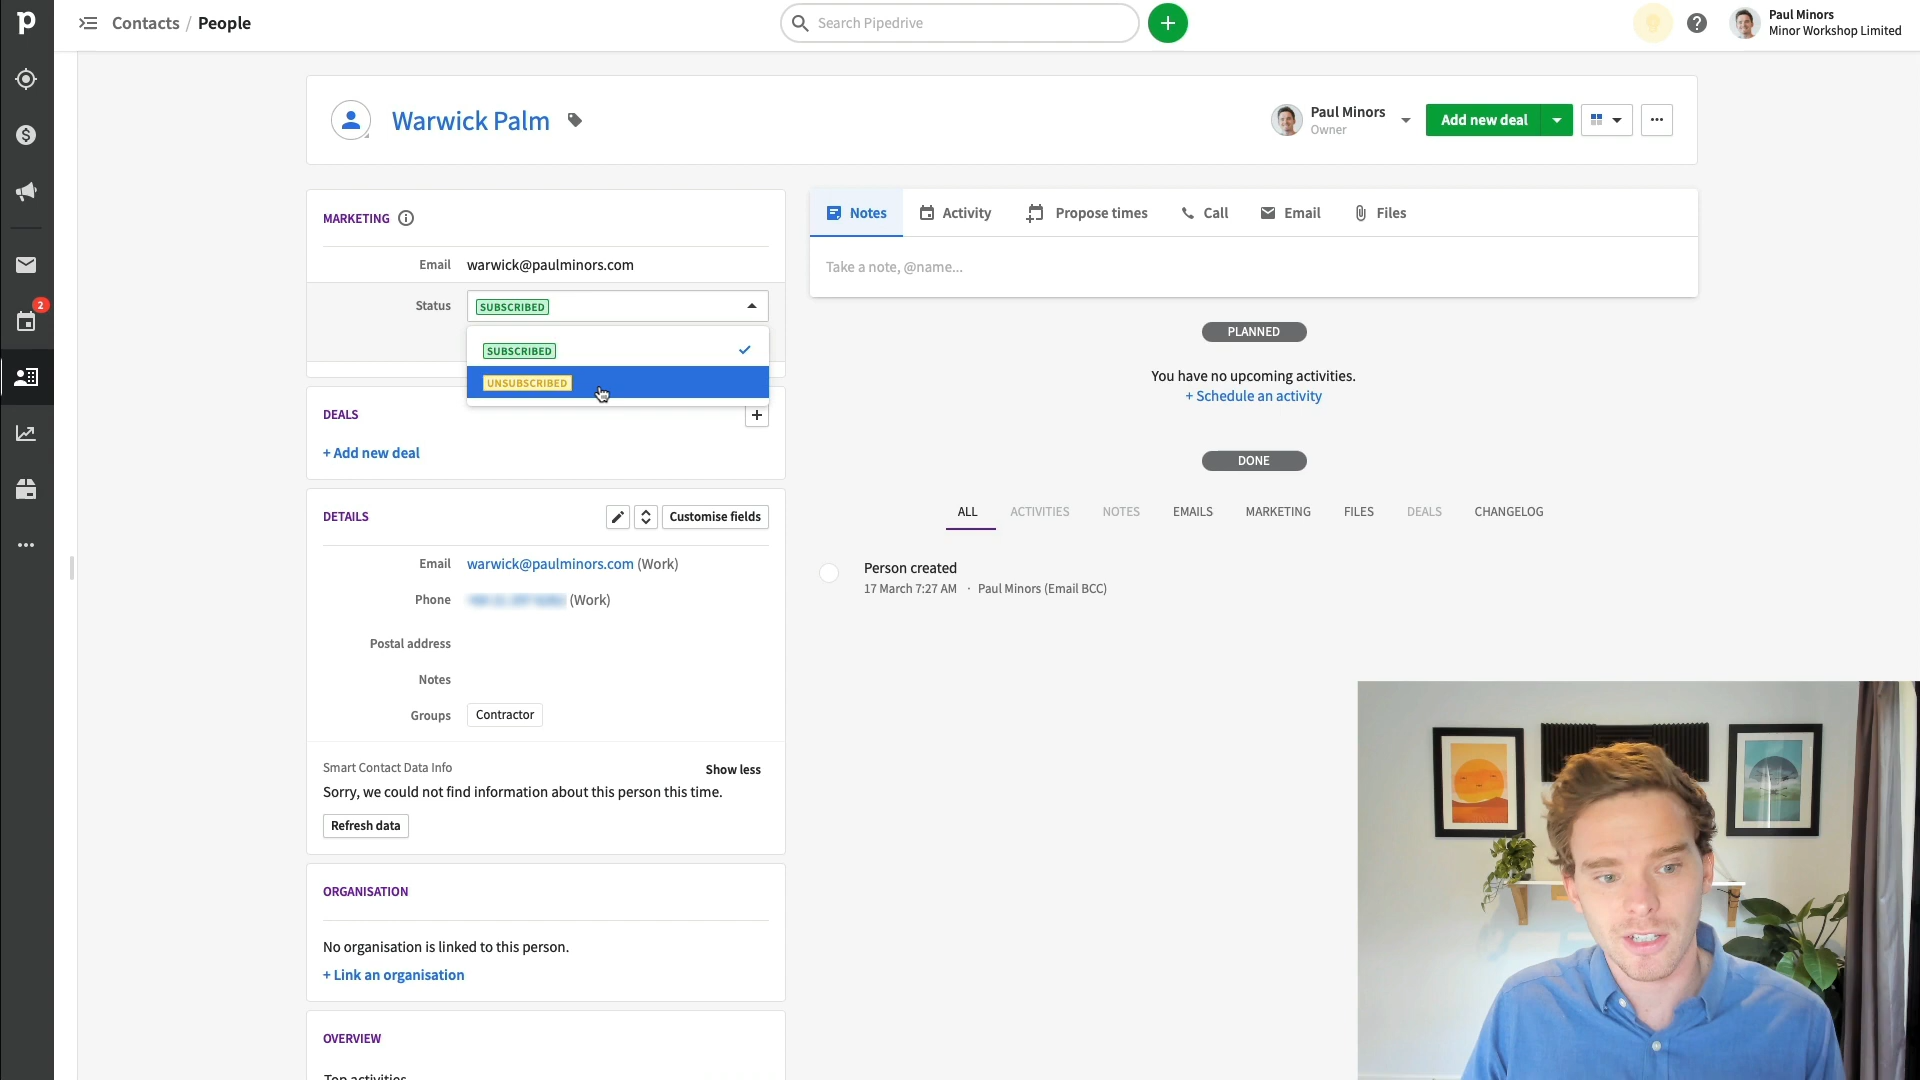 p
Contacts / People
Search Pipedrive
Paul Minors
Minor Workshop Limited
2
Warwick Palm
Paul Minors
Owner
Add new deal
MARKETING
Email warwick@paulminors.com
Status SUBSCRIBED
SUBSCRIBED
UNSUBSCRIBED
DEALS
+ Add new deal
DETAILS
Customise fields
Email warwick@paulminors.com (Work)
Phone (Work)
Postal address
Notes
Groups Contractor
Smart Contact Data Info
Show less
Sorry, we could not find information about this person this time.
Refresh data
ORGANISATION
No organisation is linked to this person.
+ Link an organisation
OVERVIEW
Top activities
Notes Activity Propose times Call Email Files
Take a note, @name...
PLANNED
You have no upcoming activities.
+ Schedule an activity
DONE
ALL ACTIVITIES NOTES EMAILS MARKETING FILES DEALS CHANGELOG
Person created
17 March 7:27 AM · Paul Minors (Email BCC)